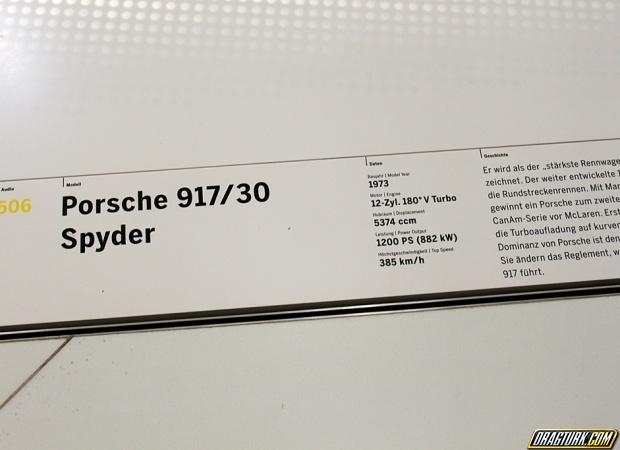 Audio
506
Modell
Porsche 917/30
Spyder
Daten
Baujahr | Model Year
1973
Motor | Engine
12-Zyl. 180° V Turbo
Hubraum | Displacement
5374 ccm
Leistung | Power Output
1200 PS (882 kW)
Höchstgeschwindigkeit | Top Speed
385 km/h
Geschichte
Er wird als der „stärkste Rennwage
zeichnet. Der weiter entwickelte
die Rundstreckenrennen. Mit Mar
gewinnt ein Porsche zum zweite
CanAm-Serie vor McLaren. Erst
die Turboaufladung auf kurven
Dominanz von Porsche ist den
Sie ändern das Reglement, w
917 führt.
DRAGTURK.COM